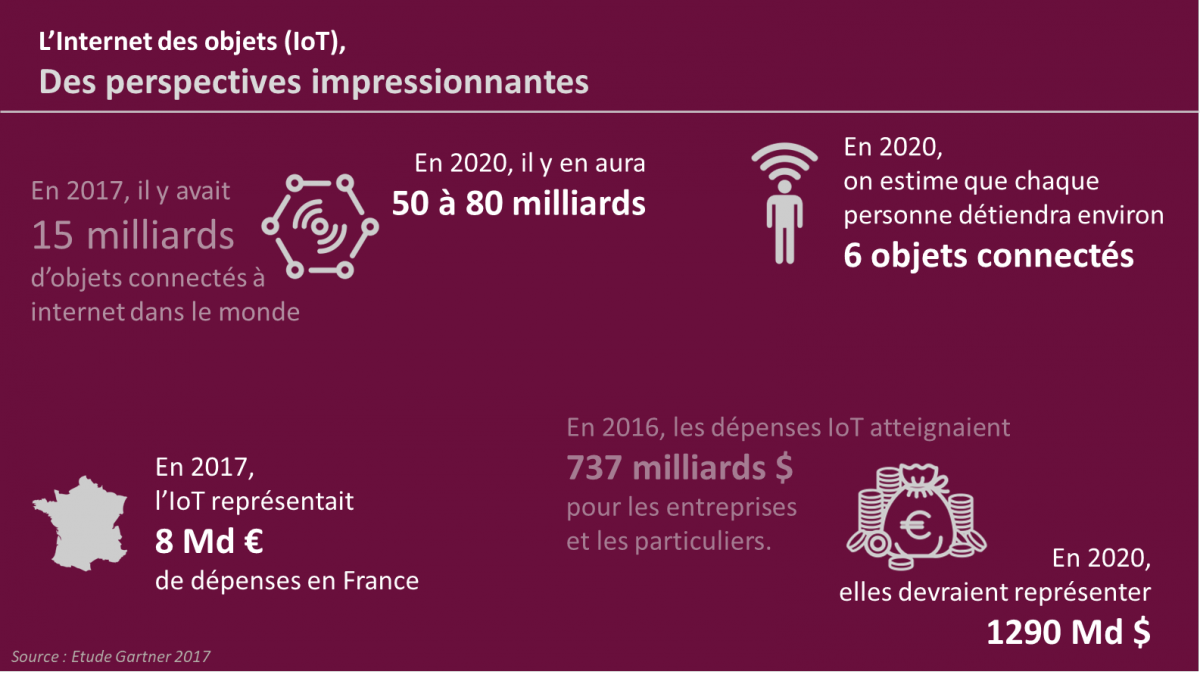 L'Internet des objets (IoT),
Des perspectives impressionnantes
En 2017, il y avait
15 milliards
d'objets connectés à
internet dans le monde
En 2020, il y en aura
50 à 80 milliards
En 2020,
on estime que chaque
personne détiendra environ
6 objets connectés
En 2017,
l'IoT représentait
8 Md €
de dépenses en France
En 2016, les dépenses IoT atteignaient
737 milliards $
pour les entreprises
et les particuliers.
€
En 2020,
elles devraient représenter
1290 Md $
Source : Etude Gartner 2017